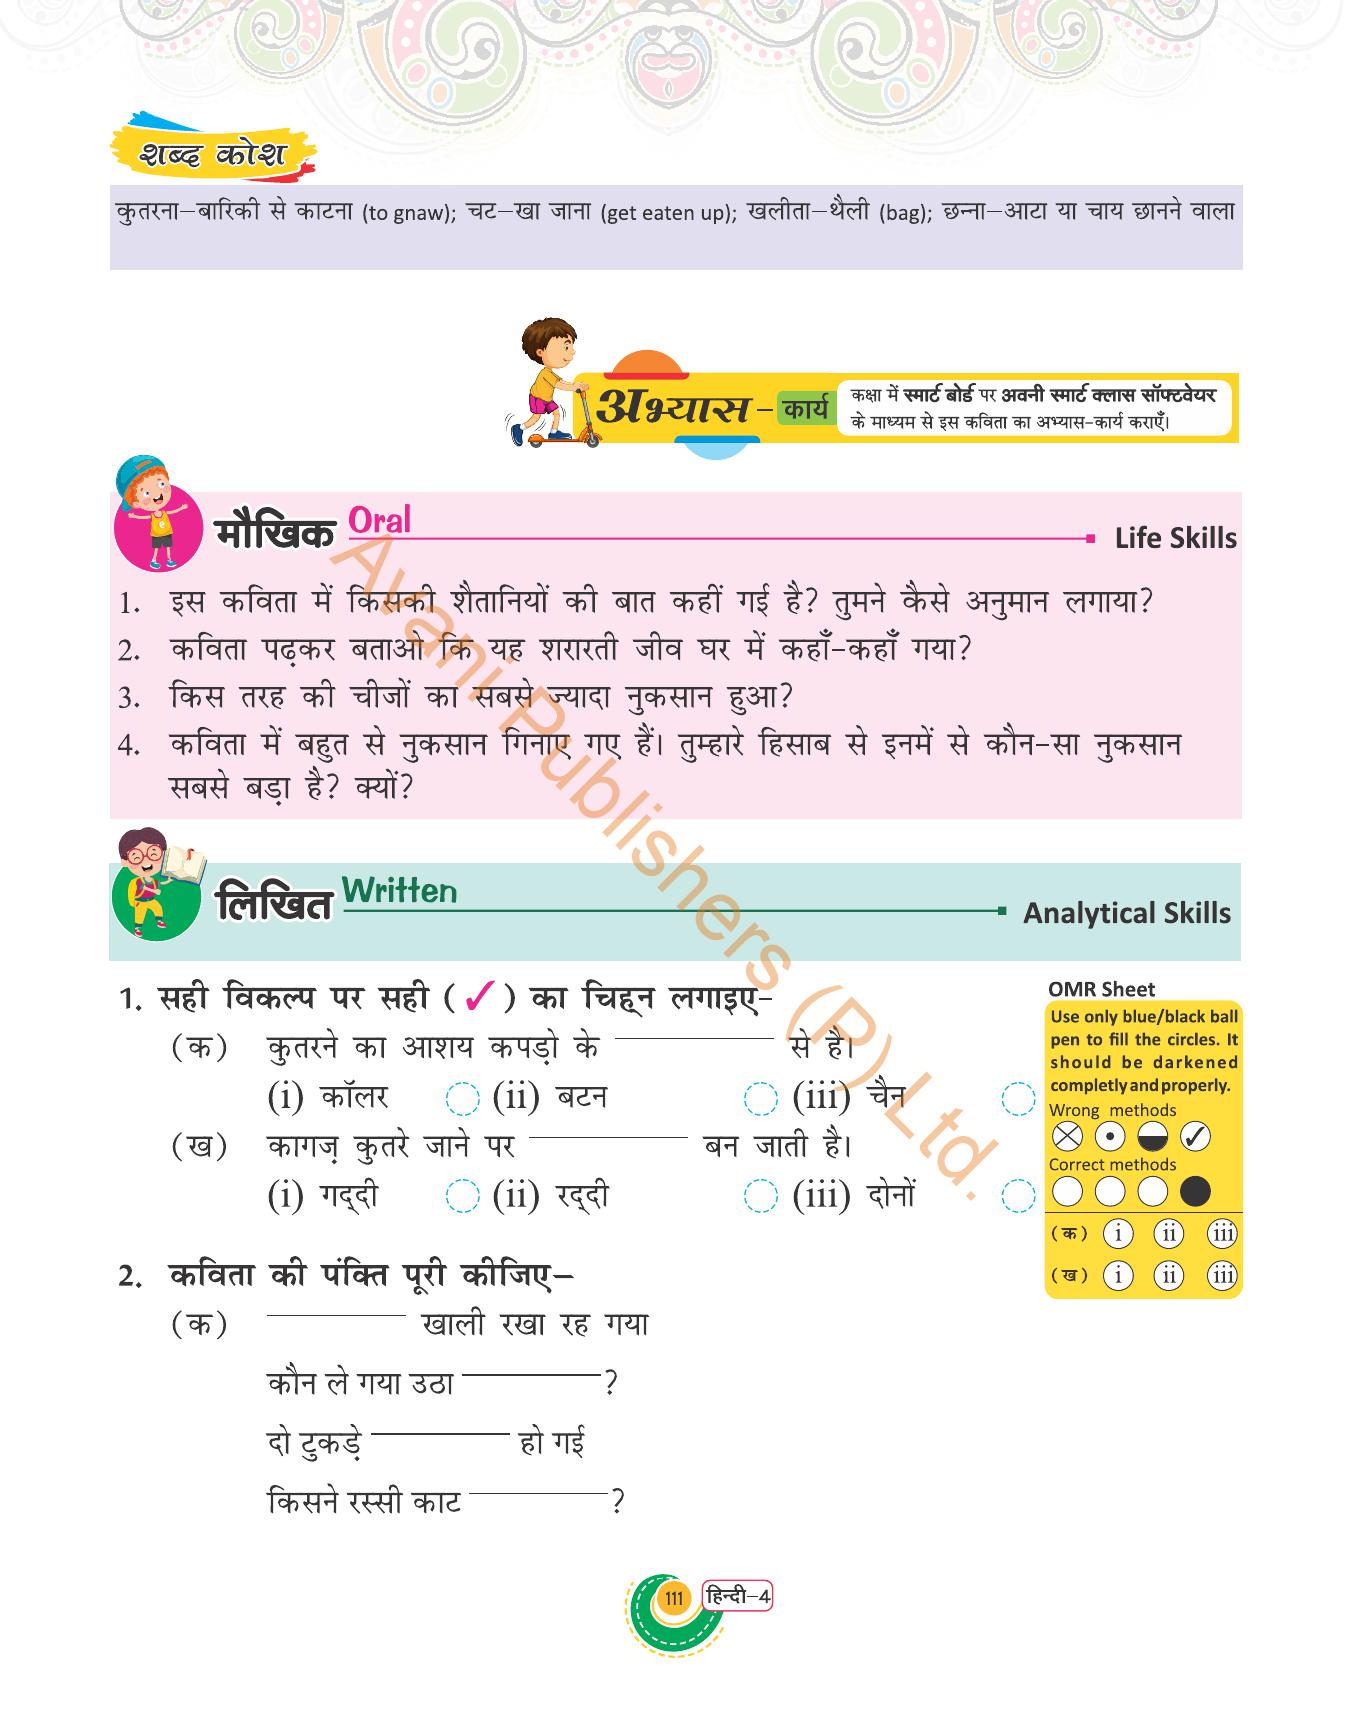 शब्द कोश
कुतरना–बारिकी से काटना (to gnaw); चट–खा जाना (get eaten up); खलीता–थैली (bag); छन्ना–आटा या चाय छानने वाला
अभ्यास – कार्य
कक्षा में स्मार्ट बोर्ड पर अवनी स्मार्ट क्लास सॉफ्टवेयर
के माध्यम से इस कविता का अभ्यास-कार्य कराएँ।
मौखिक Oral Life Skills
1. इस कविता में किसकी शैतानियों की बात कहीं गई है? तुमने कैसे अनुमान लगाया?
2. कविता पढ़कर बताओ कि यह शरारती जीव घर में कहाँ-कहाँ गया?
3. किस तरह की चीजों का सबसे ज्यादा नुकसान हुआ?
4. कविता में बहुत से नुकसान गिनाए गए हैं। तुम्हारे हिसाब से इनमें से कौन-सा नुकसान
सबसे बड़ा है? क्यों?
लिखित Written Analytical Skills
1. सही विकल्प पर सही (✓) का चिह्न लगाइए-
(क) कुतरने का आशय कपड़ो के ____________ से है।
(i) कॉलर (ii) बटन (iii) चैन
(ख) कागज़ कुतरे जाने पर ____________ बन जाती है।
(i) गद्दी (ii) रद्दी (iii) दोनों
OMR Sheet
Use only blue/black ball
pen to fill the circles. It
should be darkened
completly and properly.
Wrong methods
Correct methods
(क) i ii iii
(ख) i ii iii
2. कविता की पंक्ति पूरी कीजिए–
(क) ____________ खाली रखा रह गया
कौन ले गया उठा ____________?
दो टुकड़े ____________ हो गई
किसने रस्सी काट ____________?
111 हिन्दी–4
Avani Publishers (P) Ltd.